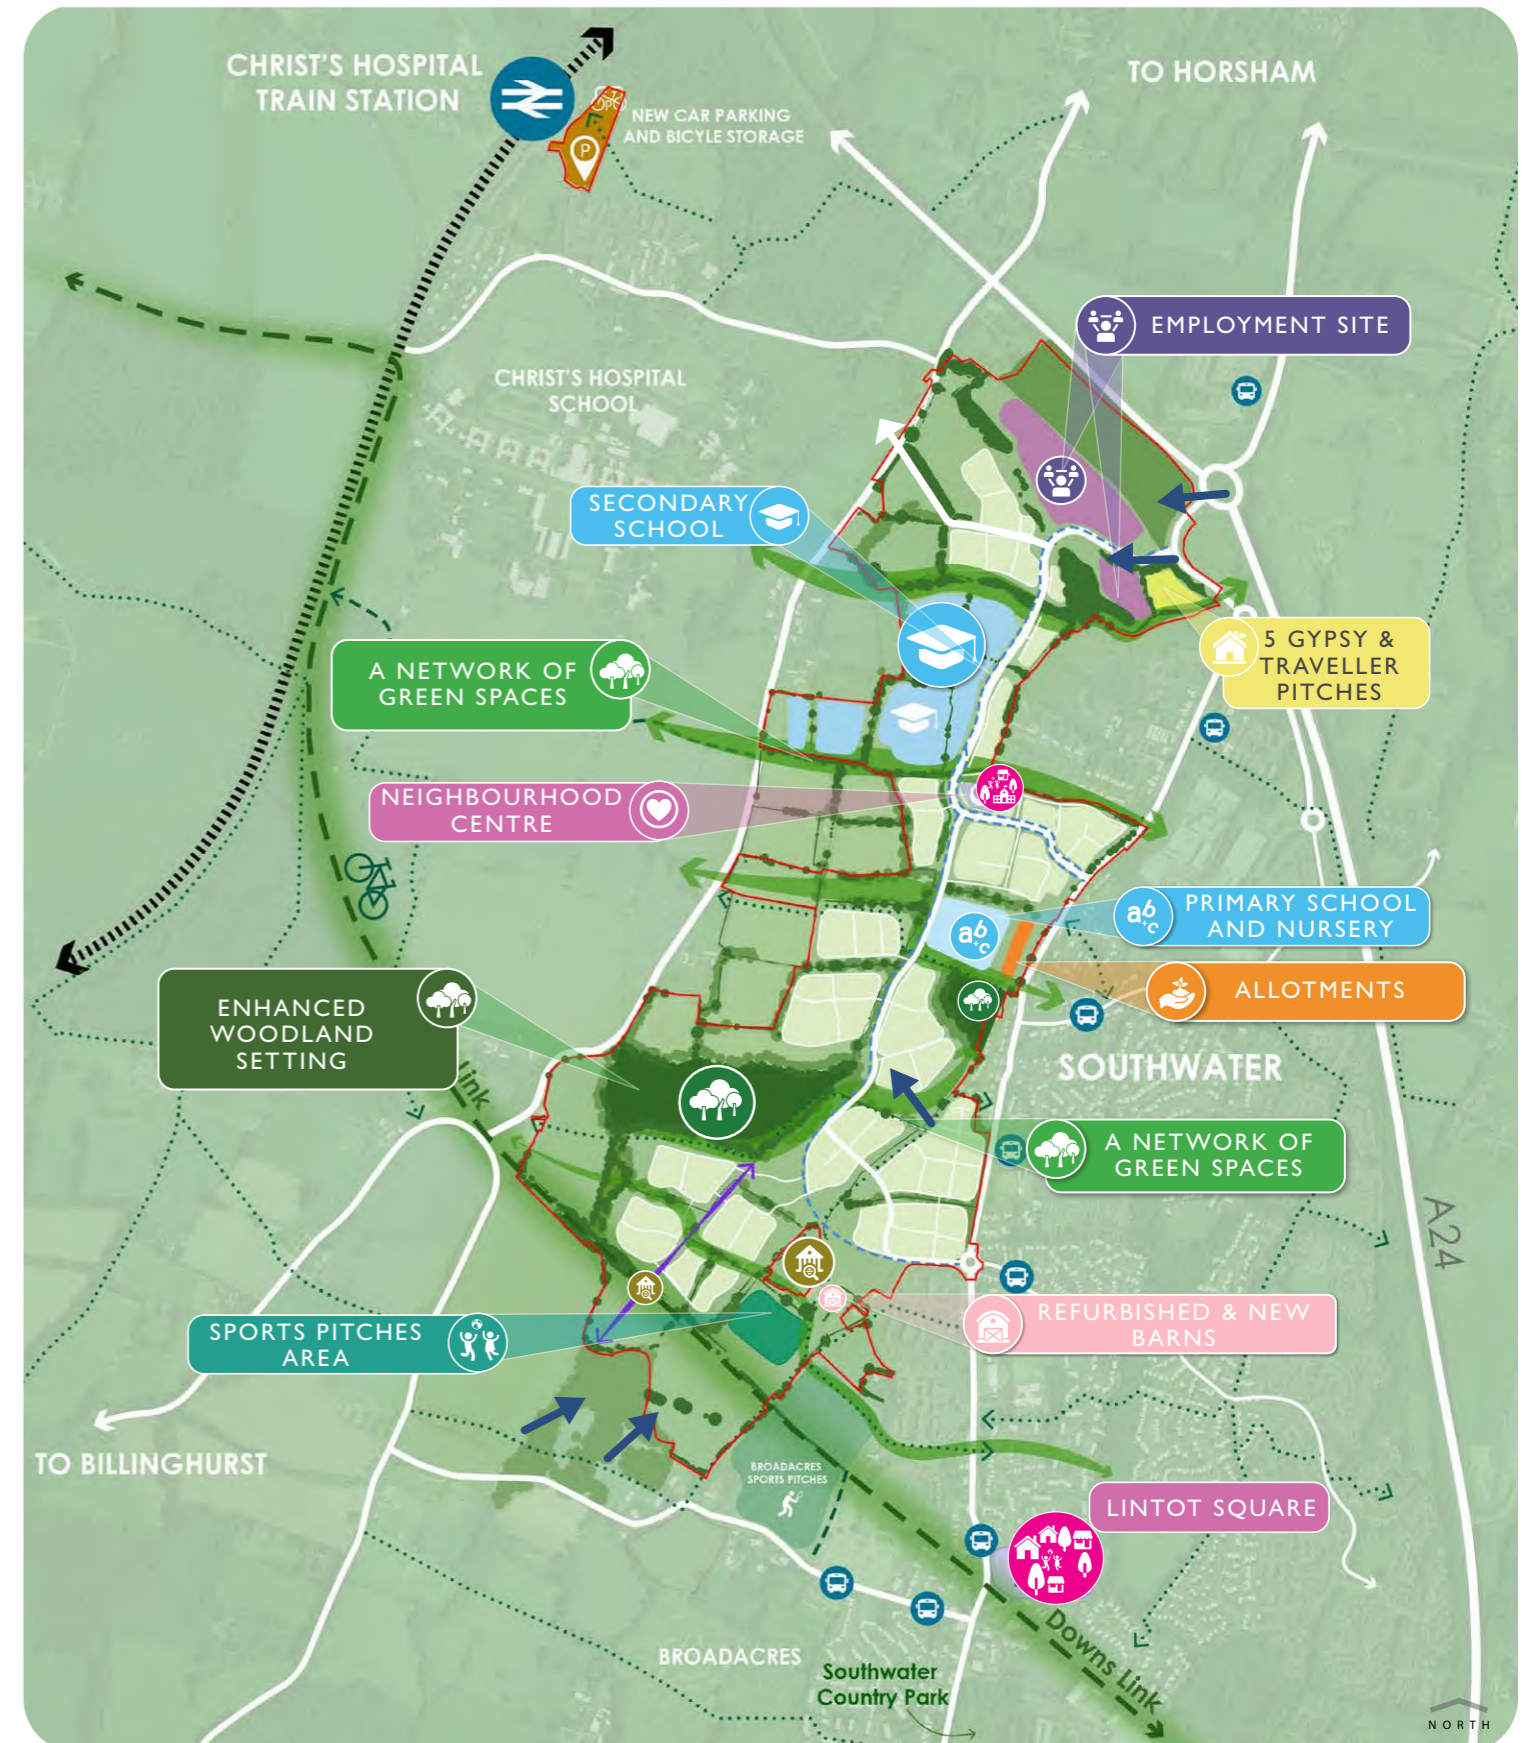 CHRIST'S HOSPITAL
TRAIN STATION
TO HORSHAM
P
NEW CAR PARKING
AND BICYLE STORAGE
EMPLOYMENT SITE
CHRIST'S HOSPITAL
SCHOOL
SECONDARY
SCHOOL
5 GYPSY &
TRAVELLER
PITCHES
A NETWORK OF
GREEN SPACES
NEIGHBOURHOOD
CENTRE
ab
+c
PRIMARY SCHOOL
AND NURSERY
ab
+c
ALLOTMENTS
ENHANCED
WOODLAND
SETTING
SOUTHWATER
Link
A NETWORK OF
GREEN SPACES
A24
REFURBISHED & NEW
BARNS
SPORTS PITCHES
AREA
TO BILLINGHURST
BROADACRES
SPORTS PITCHES
LINTOT SQUARE
Downs Link
BROADACRES
Southwater
Country Park
NORTH